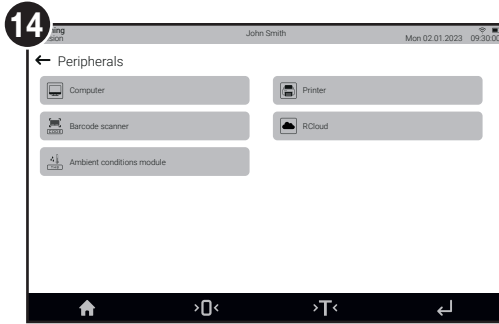 14
John Smith
Mon 02.01.2023 09:30:00
Peripherals
Computer
Printer
Barcode scanner
RCloud
Ambient conditions module
>0<
>T<